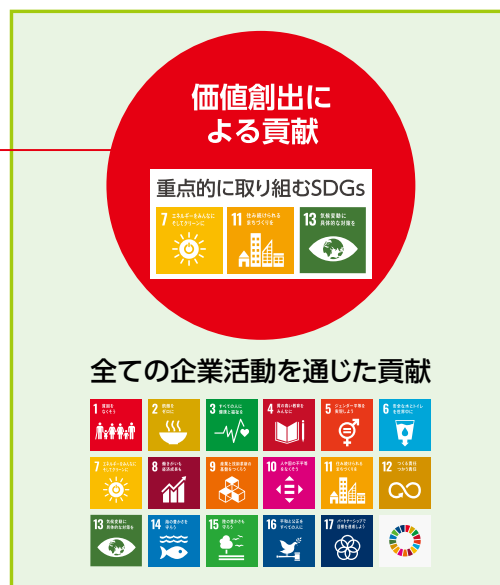 価値創出に
よる貢献
重点的に取り組むSDGs
7 エネルギーをみんなに
そしてクリーンに
11 住み続けられる
まちづくりを
13 気候変動に
具体的な対策を
全ての企業活動を通じた貢献
1 貧困を
なくそう
2 飢餓を
ゼロに
3 すべての人に
健康と福祉を
4 質の高い教育を
みんなに
5 ジェンダー平等を
実現しよう
6 安全な水とトイレ
を世界中に
7 エネルギーをみんなに
そしてクリーンに
8 働きがいも
経済成長も
9 産業と技術革新の
基盤をつくろう
10 人や国の不平等
をなくそう
11 住み続けられる
まちづくりを
12 つくる責任
つかう責任
13 気候変動に
具体的な対策を
14 海の豊かさを
守ろう
15 陸の豊かさも
守ろう
16 平和と公正を
すべての人に
17 パートナーシップで
目標を達成しよう